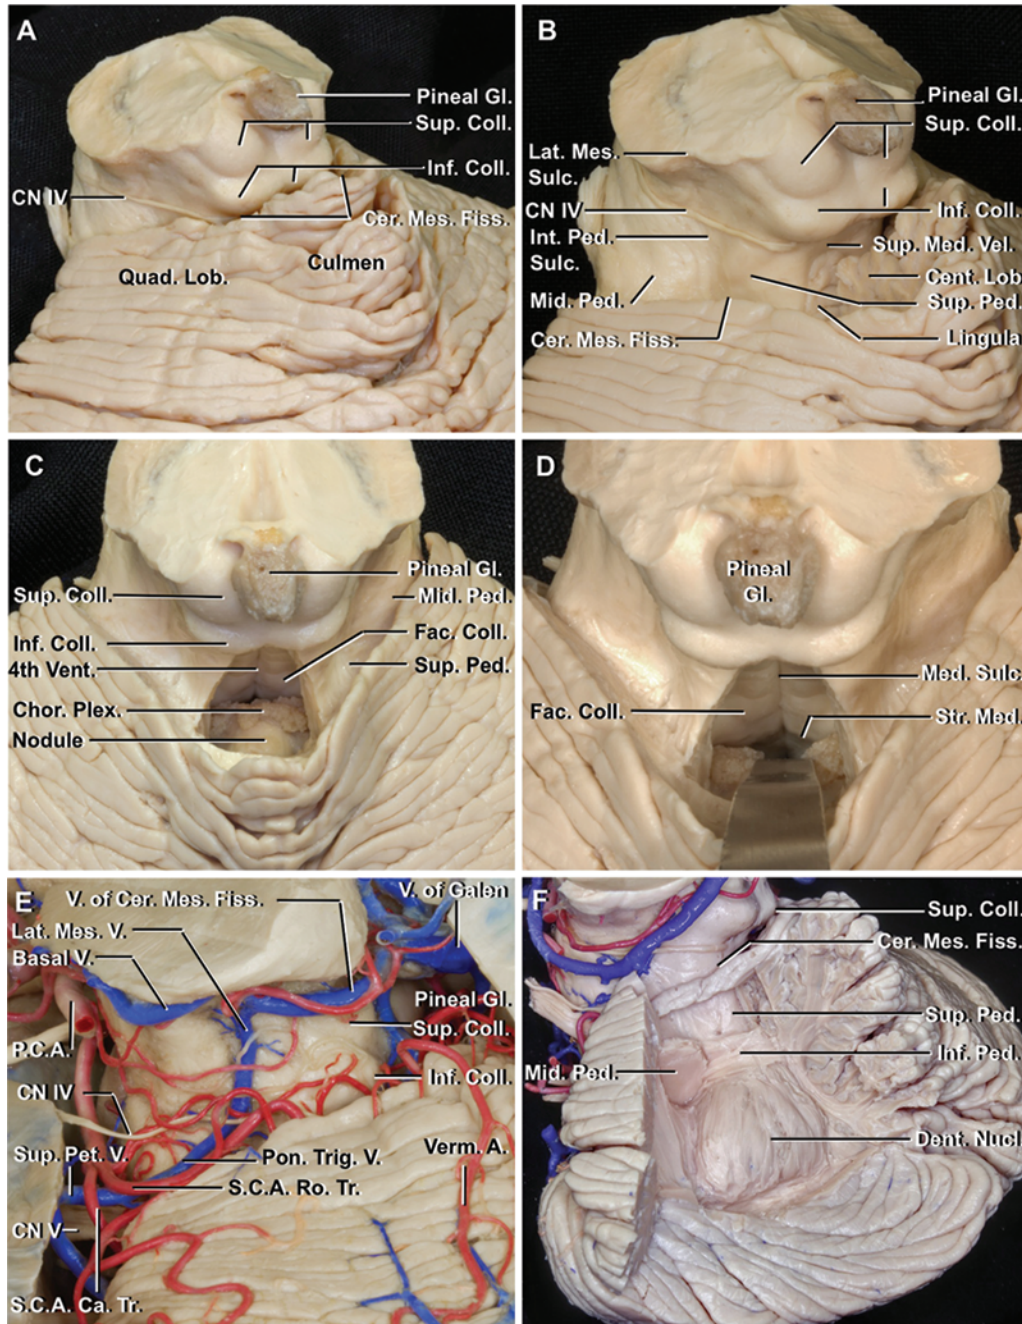 A
Pineal Gl.
Sup. Coll.
Inf. Coll.
CN IV
Cer. Mes. Fiss.
Quad. Lob.
Culmen
B
Pineal Gl.
Sup. Coll.
Lat. Mes.
Sulc.
CN IV
Inf. Coll.
Int. Ped.
Sulc.
Sup. Med. Vel.
Cent. Lob
Mid. Ped.
Sup. Ped.
Cer. Mes. Fiss.
Lingula
C
Pineal Gl.
Sup. Coll.
Mid. Ped.
Inf. Coll.
Fac. Coll.
4th Vent.
Sup. Ped.
Chor. Plex.
Nodule
D
Pineal
Gl.
Med. Sulc.
Fac. Coll.
Str. Med.
E
V. of Cer. Mes. Fiss.
V. of Galen
Lat. Mes. V.
Basal V.
Pineal Gl.
Sup. Coll.
P.C.A.
Inf. Coll.
CN IV
Sup. Pet. V.
Pon. Trig. V.
Verm. A.
S.C.A. Ro. Tr.
CN V
S.C.A. Ca. Tr.
F
Sup. Coll.
Cer. Mes. Fiss.
Sup. Ped.
Inf. Ped.
Mid. Ped.
Dent. Nucl